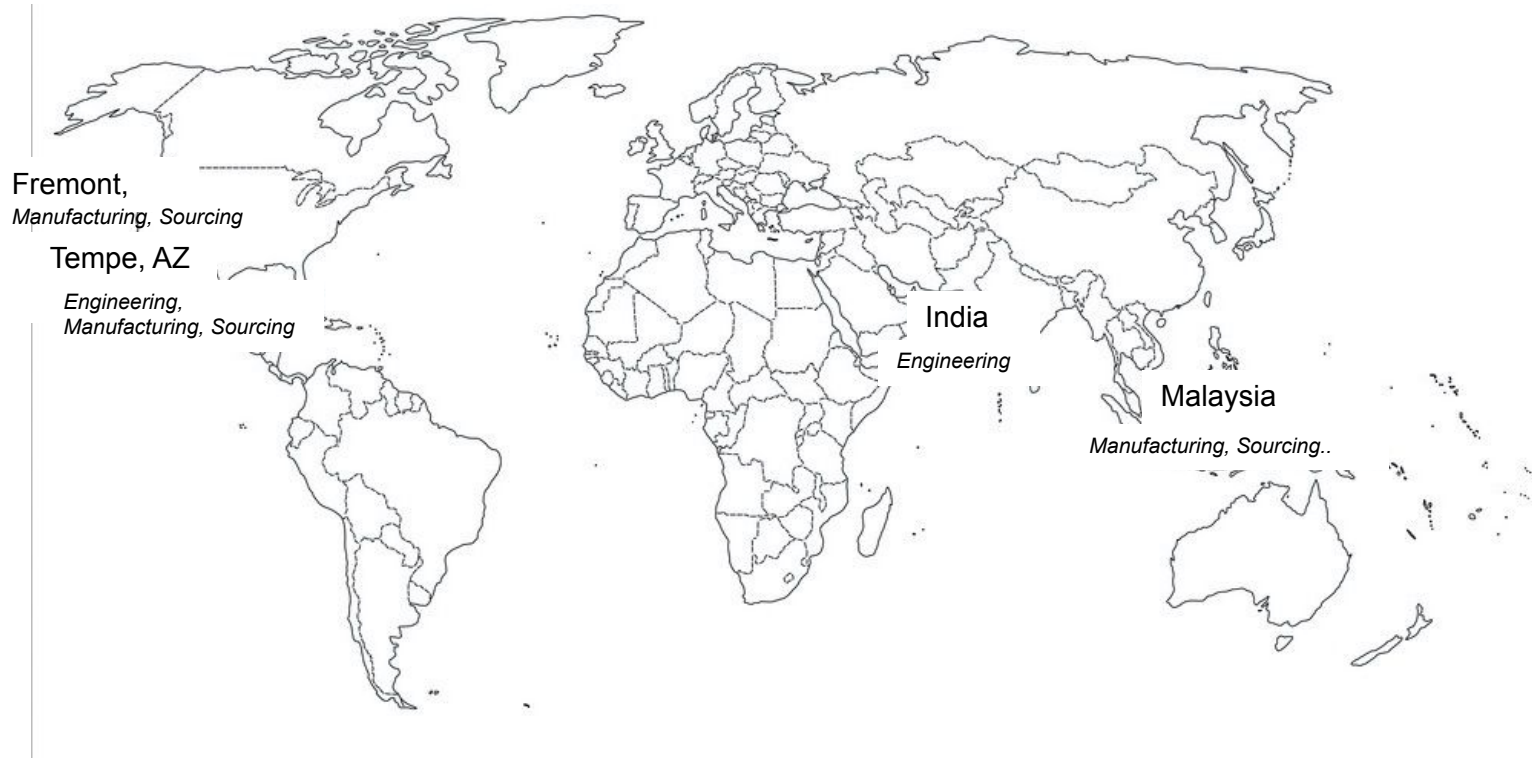 Fremont,
Manufacturing, Sourcing
Tempe, AZ
Engineering,
Manufacturing, Sourcing
India
Engineering
Malaysia
Manufacturing, Sourcing..